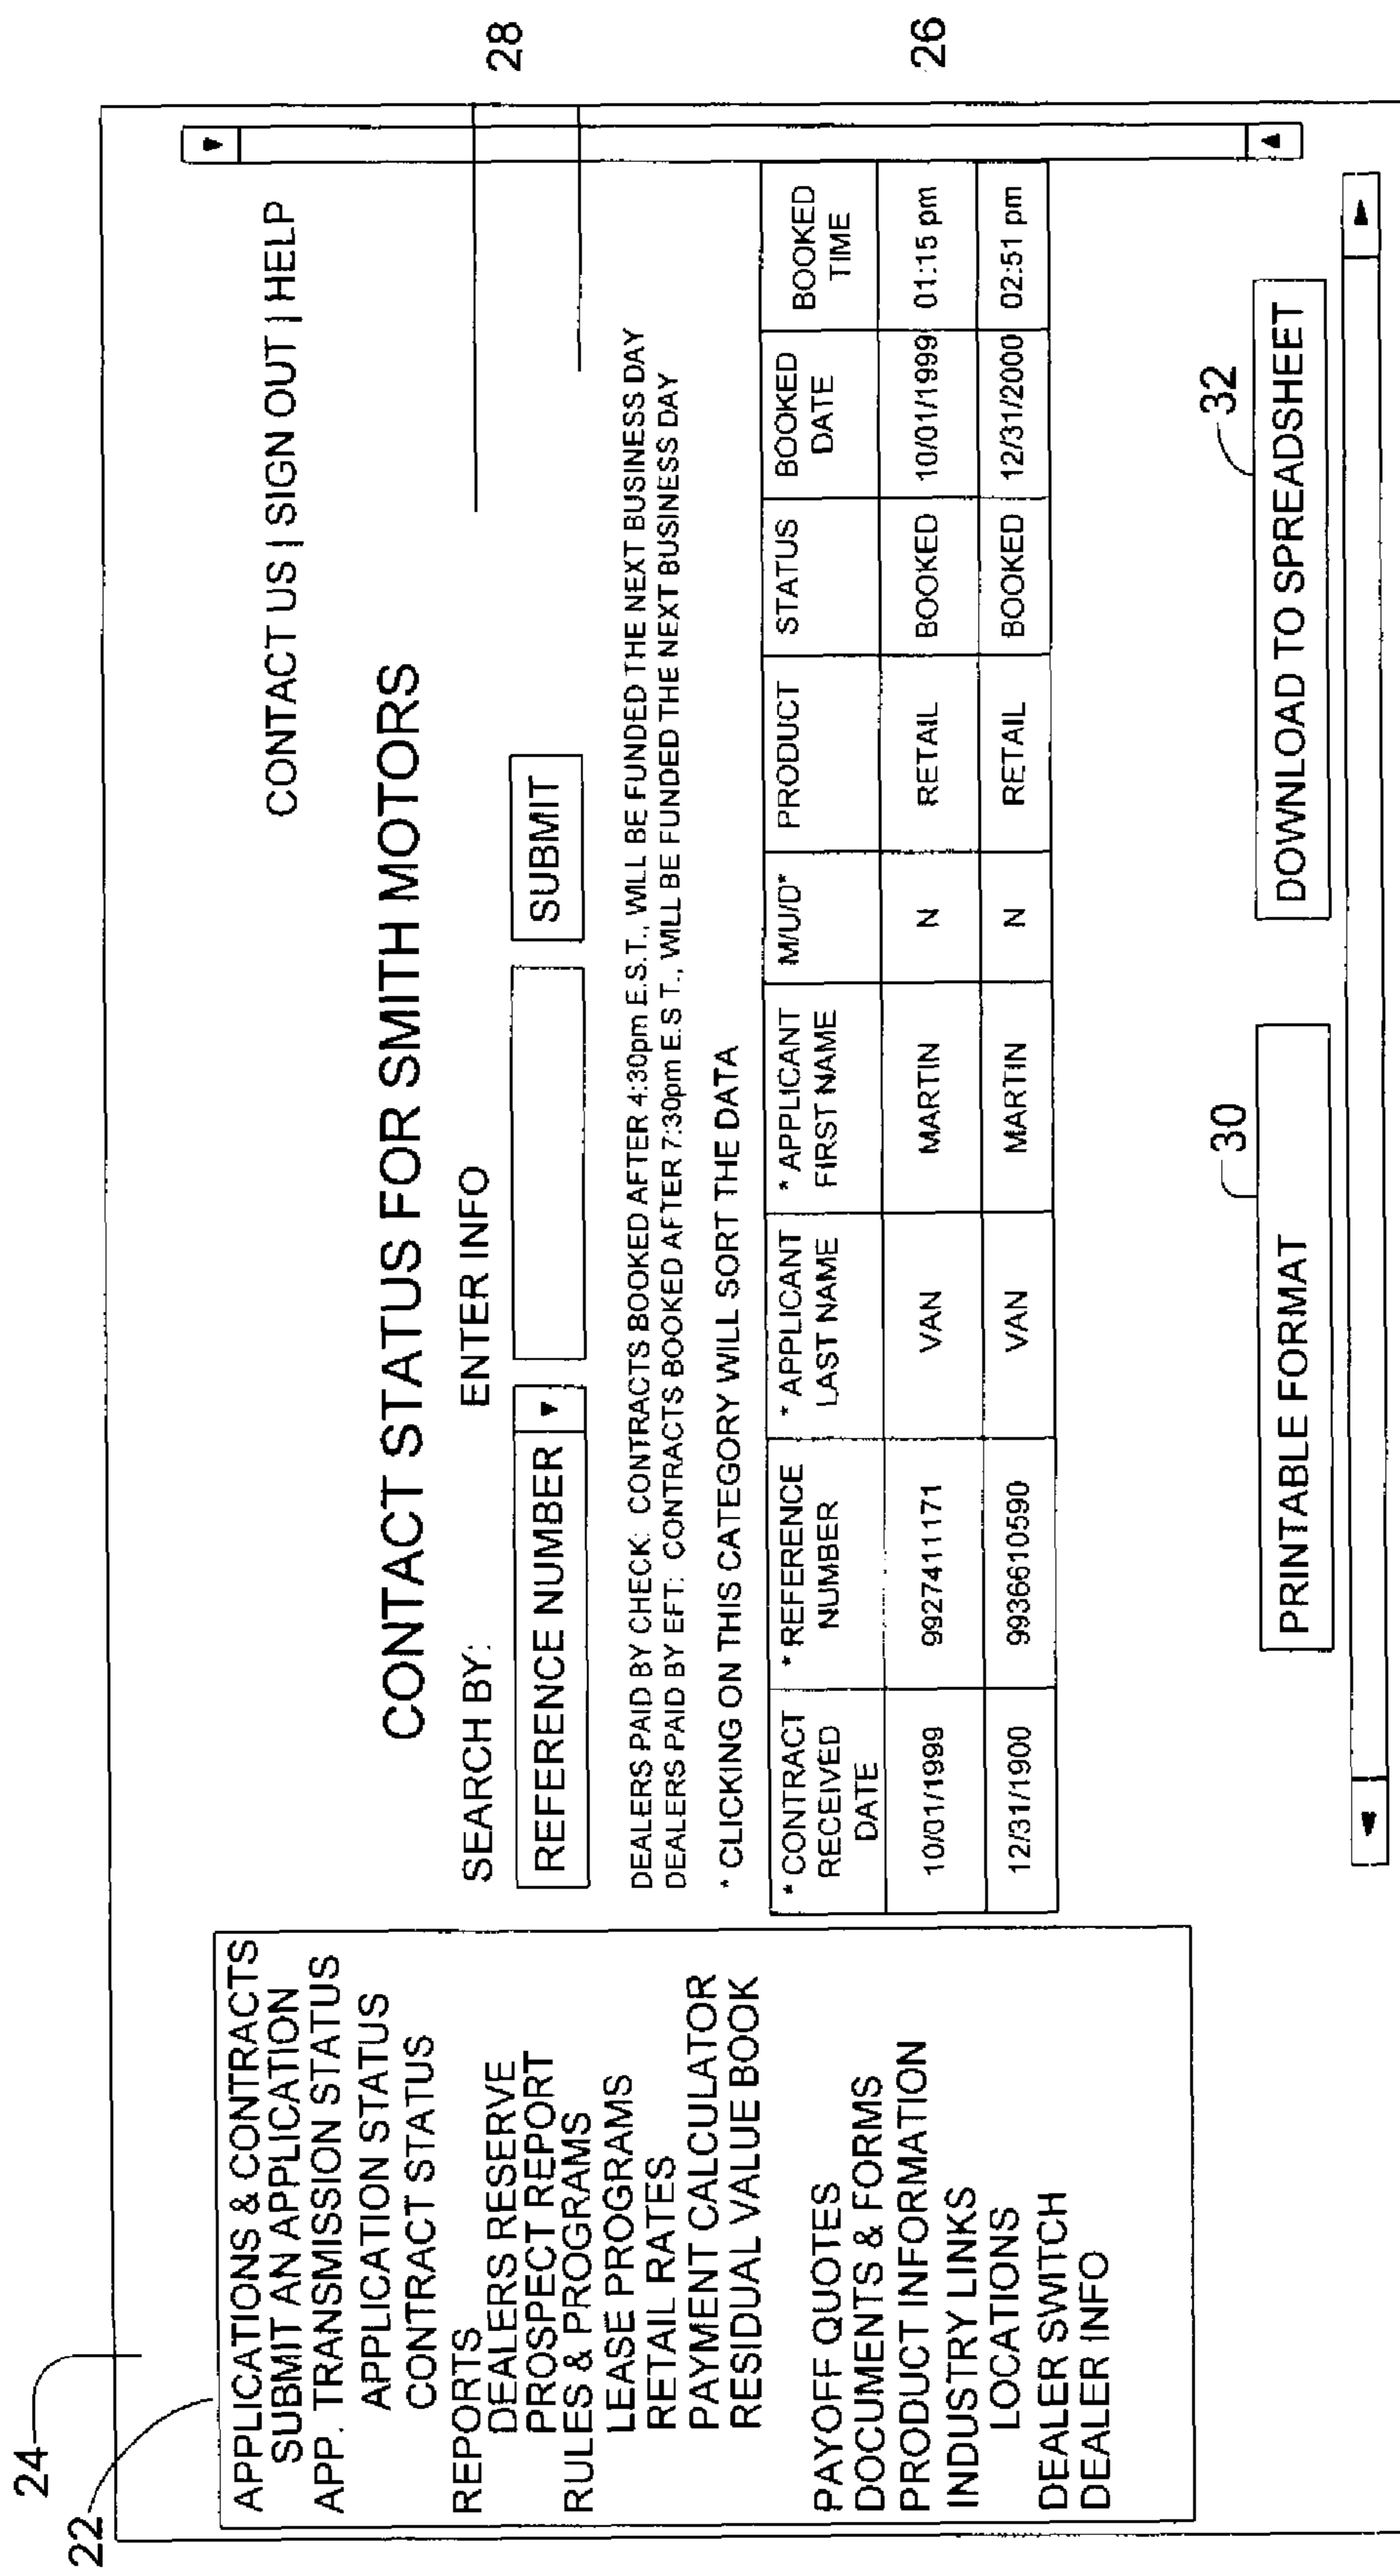 24
22
APPLICATIONS & CONTRACTS
SUBMIT AN APPLICATION
APP. TRANSMISSION STATUS
APPLICATION STATUS
CONTRACT STATUS
REPORTS
DEALERS RESERVE
PROSPECT REPORT
RULES & PROGRAMS
LEASE PROGRAMS
RETAIL RATES
PAYMENT CALCULATOR
RESIDUAL VALUE BOOK
PAYOFF QUOTES
DOCUMENTS & FORMS
PRODUCT INFORMATION
INDUSTRY LINKS
LOCATIONS
DEALER SWITCH
DEALER INFO
CONTACT US | SIGN OUT | HELP
CONTACT STATUS FOR SMITH MOTORS
SEARCH BY: ENTER INFO
28
REFERENCE NUMBER SUBMIT
DEALERS PAID BY CHECK: CONTRACTS BOOKED AFTER 4:30pm E.S.T., WILL BE FUNDED THE NEXT BUSINESS DAY
DEALERS PAID BY EFT: CONTRACTS BOOKED AFTER 7:30pm E.S T., WILL BE FUNDED THE NEXT BUSINESS DAY
* CLICKING ON THIS CATEGORY WILL SORT THE DATA
* CONTRACT RECEIVED DATE * REFERENCE NUMBER * APPLICANT LAST NAME * APPLICANT FIRST NAME M/U/D* PRODUCT STATUS BOOKED DATE BOOKED TIME
10/01/1999 9927411171 VAN MARTIN N RETAIL BOOKED 10/01/1999 01:15 pm
12/31/1900 9936610590 VAN MARTIN N RETAIL BOOKED 12/31/2000 02:51 pm
26
30
32
PRINTABLE FORMAT DOWNLOAD TO SPREADSHEET